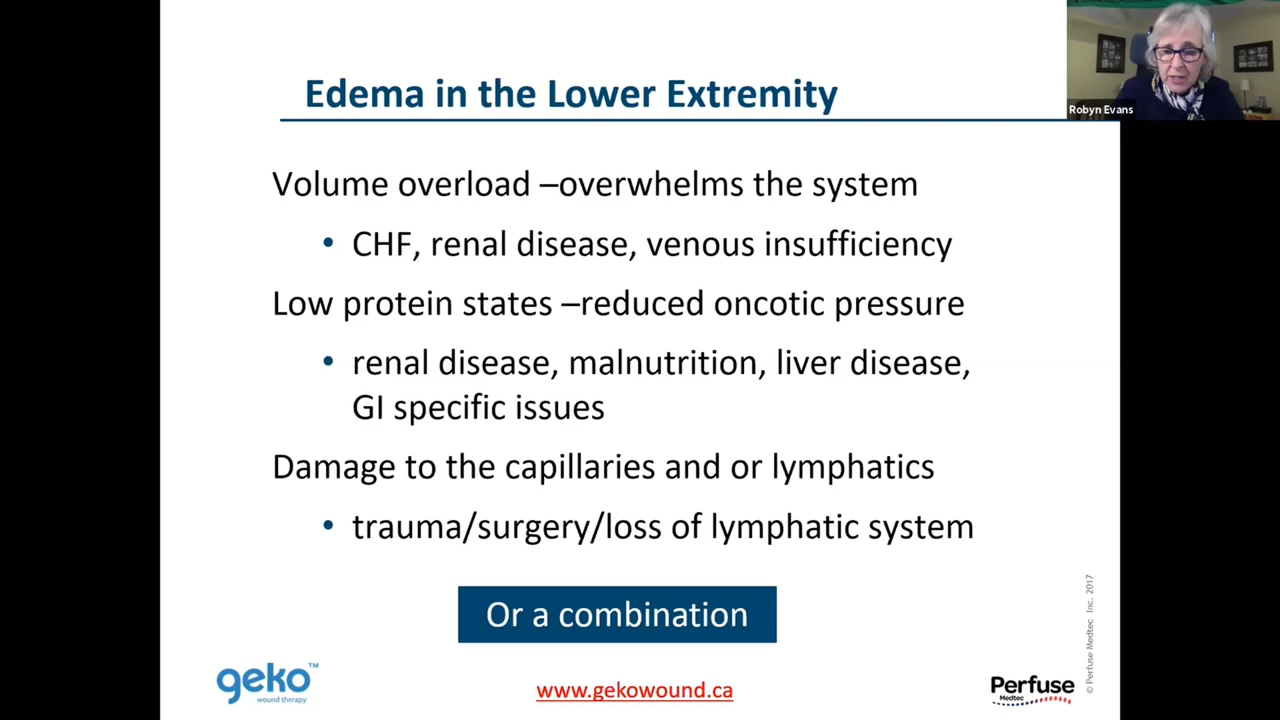 Edema in the Lower Extremity
Robyn Evans
Volume overload –overwhelms the system
• CHF, renal disease, venous insufficiency
Low protein states –reduced oncotic pressure
• renal disease, malnutrition, liver disease,
GI specific issues
Damage to the capillaries and or lymphatics
• trauma/surgery/loss of lymphatic system
Or a combination
geko™
wound therapy
www.gekowound.ca
Perfuse
Medtec
© Perfuse Medtec Inc. 2017